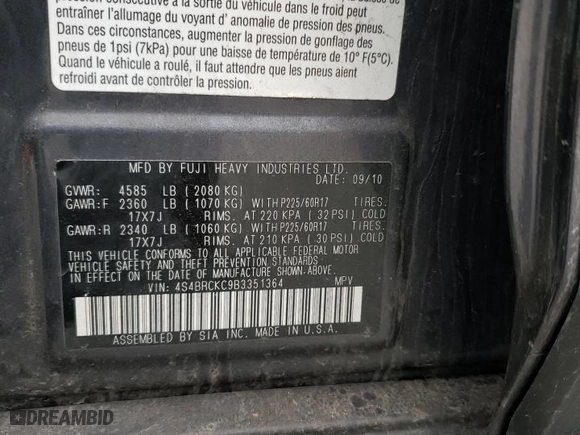 pression consécutive à la sortie du véhicule dans le froid peut
entraîner l'allumage du voyant d' anomalie de pression des pneus.
Dans ces circonstances, augmenter la pression de gonflage des
pneus de 1psi (7kPa) pour une baisse de température de 10° F(5°C).
Quand le véhicule a roulé, il faut attendre que les pneus aient
refroidi avant de contrôler la pression.
MFD BY FUJI HEAVY INDUSTRIES LTD.
DATE: 09/10
GVWR: 4585 LB ( 2080 KG)
GAWR:F 2360 LB ( 1070 KG) WITH P225/60R17 TIRES.
17X7J RIMS. AT 220 KPA ( 32 PSI) COLD
GAWR:R 2340 LB ( 1060 KG) WITH P225/60R17 TIRES.
17X7J RIMS. AT 210 KPA ( 30 PSI) COLD
THIS VEHICLE CONFORMS TO ALL APPLICABLE FEDERAL MOTOR
VEHICLE SAFETY AND THEFT PREVENTION STANDARDS
IN EFFECT ON THE DATE OF MANUFACTURE SHOWN ABOVE.
VIN: 4S4BRCKC9B3351364 MPV
ASSEMBLED BY SIA INC. MADE IN U.S.A.
DREAMBID